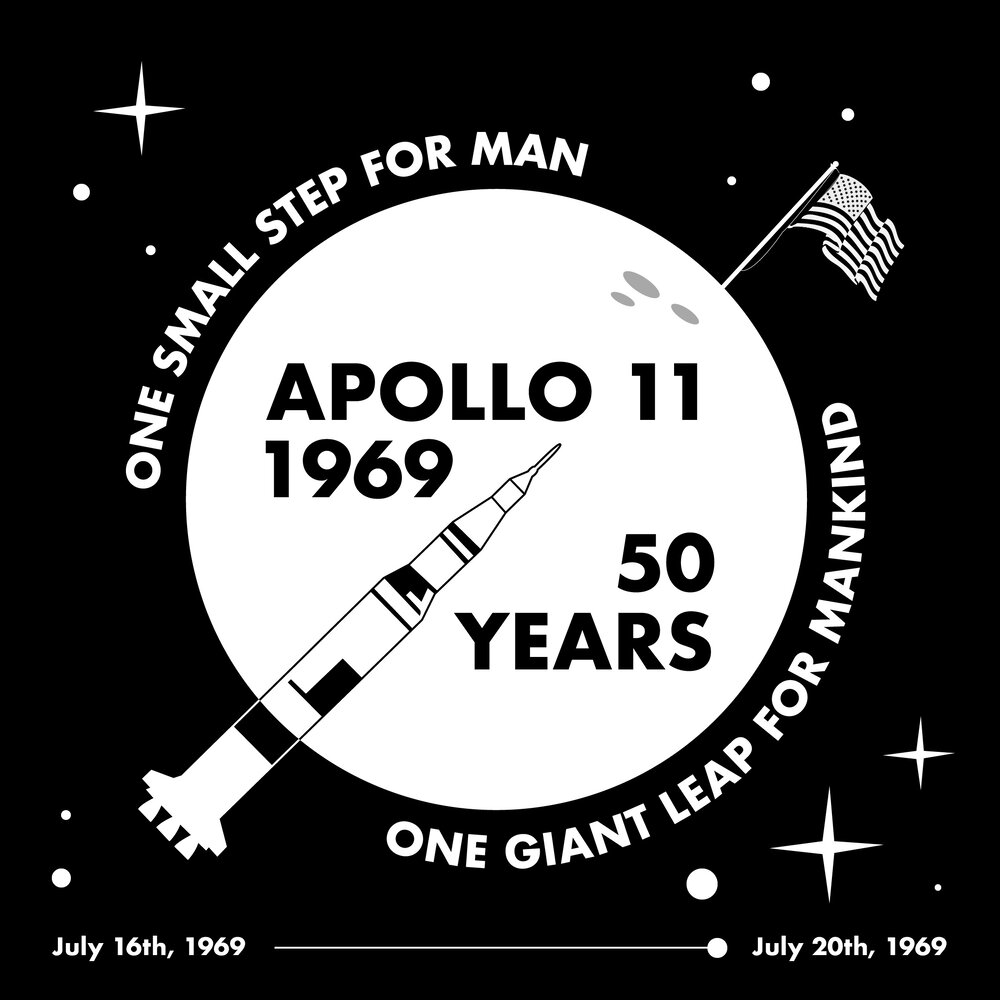 ONE SMALL STEP FOR MAN
APOLLO 11
1969
50
YEARS
ONE GIANT LEAP FOR MANKIND
July 16th, 1969
July 20th, 1969